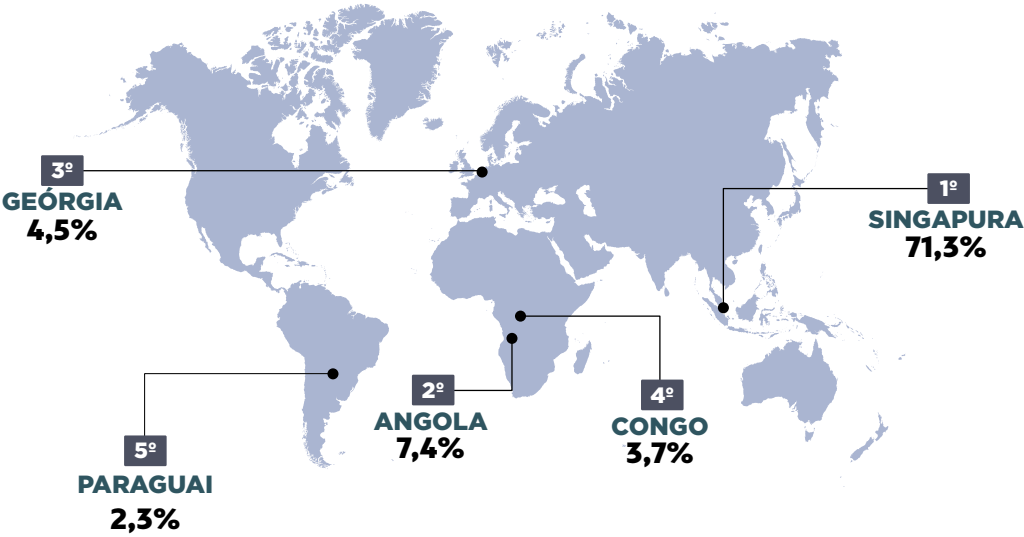 3º
GEÓRGIA
4,5%
1º
SINGAPURA
71,3%
2º
ANGOLA
7,4%
4º
CONGO
3,7%
5º
PARAGUAI
2,3%